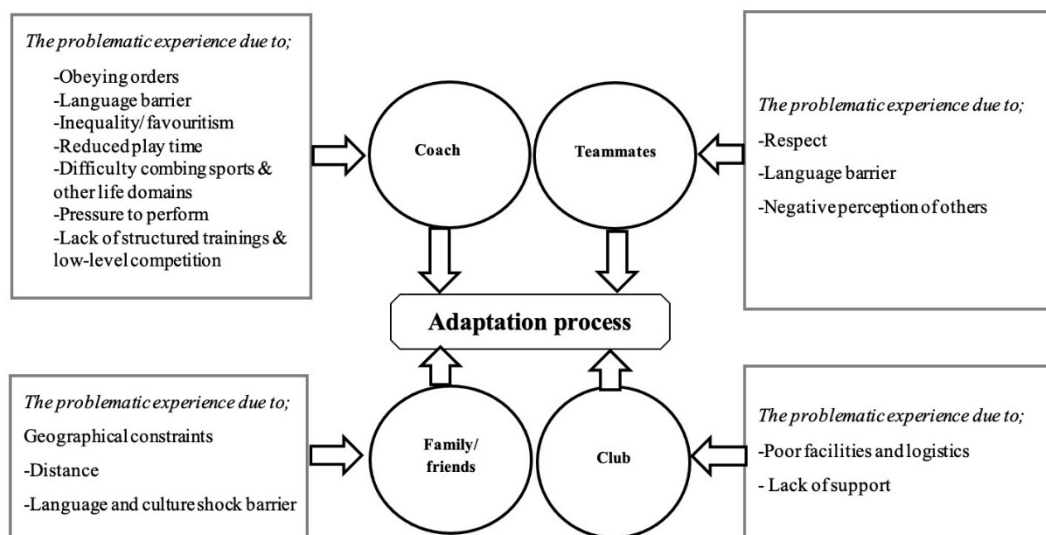 The problematic experience due to;
-Obeying orders
-Language barrier
-Inequality/ favouritism
-Reduced play time
-Difficulty combing sports &
other life domains
-Pressure to perform
-Lack of structured trainings &
low-level competition
Coach
Teammates
The problematic experience due to;
-Respect
-Language barrier
-Negative perception of others
Adaptation process
The problematic experience due to;
Geographical constraints
-Distance
-Language and culture shock barrier
Family/
friends
Club
The problematic experience due to;
-Poor facilities and logistics
- Lack of support